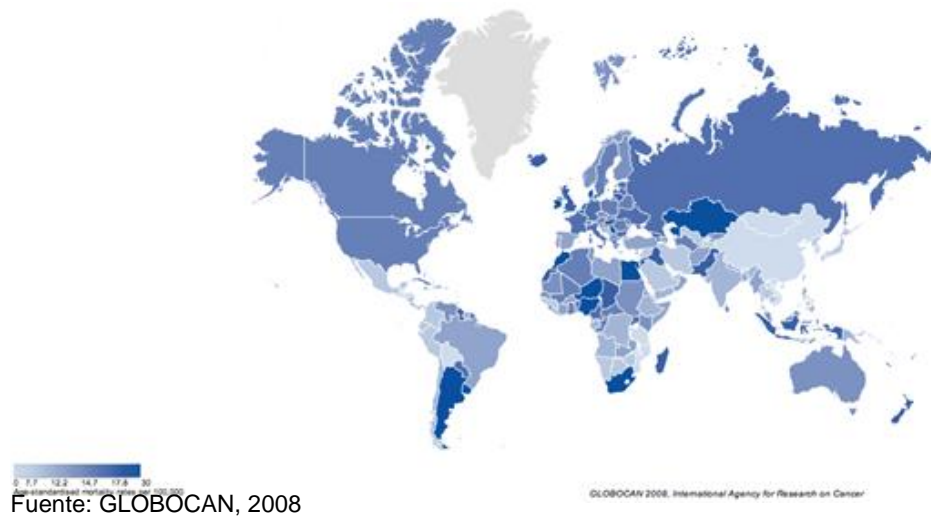 0 7.7 12.2 14.7 17.8 30
Age-standardised mortality rates per 100,000
Fuente: GLOBOCAN, 2008
GLOBOCAN 2008, International Agency for Research on Cancer